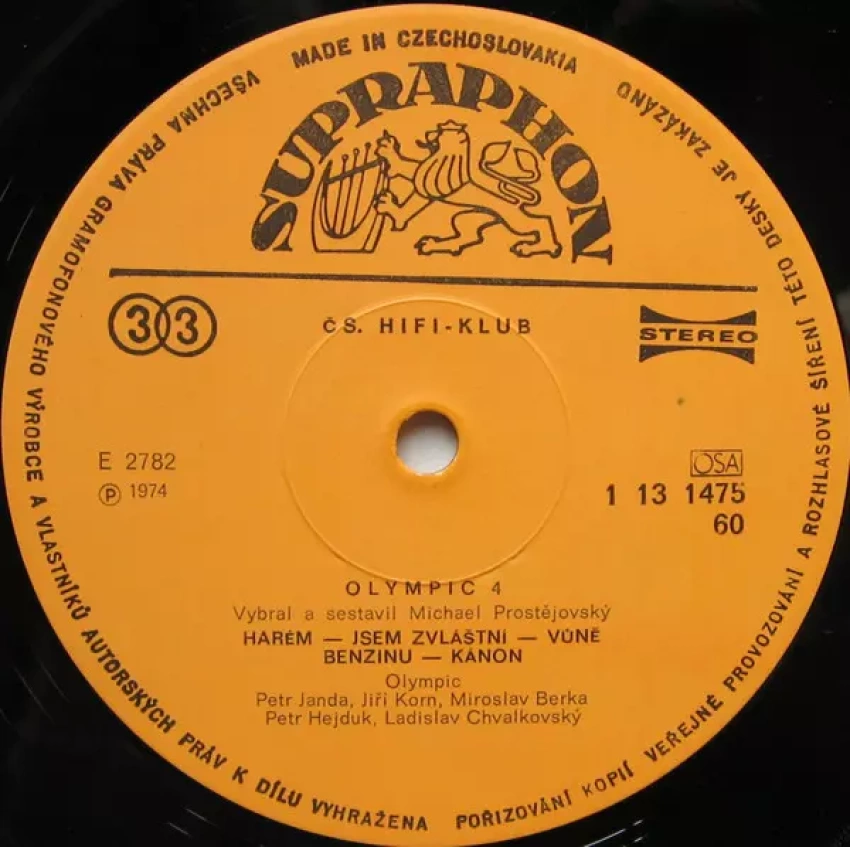 VŠECHNA PRÁVA GRAMOFONOVÉHO VÝROBCE A VLASTNÍKŮ AUTORSKÝCH PRÁV K DÍLU VYHRAŽENA
POŘIZOVÁNÍ KOPIÍ VEŘEJNÉ PROVOZOVÁNÍ A ROZHLASOVÉ ŠÍŘENÍ TÉTO DESKY JE ZAKÁZÁNO
MADE IN CZECHOSLOVAKIA
SUPRAPHON
33
ČS. HIFI-KLUB
STEREO
E 2782
℗ 1974
OSA
1 13 1475
60
OLYMPIC 4
Vybral a sestavil Michael Prostějovský
HARÉM — JSEM ZVLÁŠTNÍ — VŮNĚ
BENZINU — KÁNON
Olympic
Petr Janda, Jiří Korn, Miroslav Berka
Petr Hejduk, Ladislav Chvalkovský